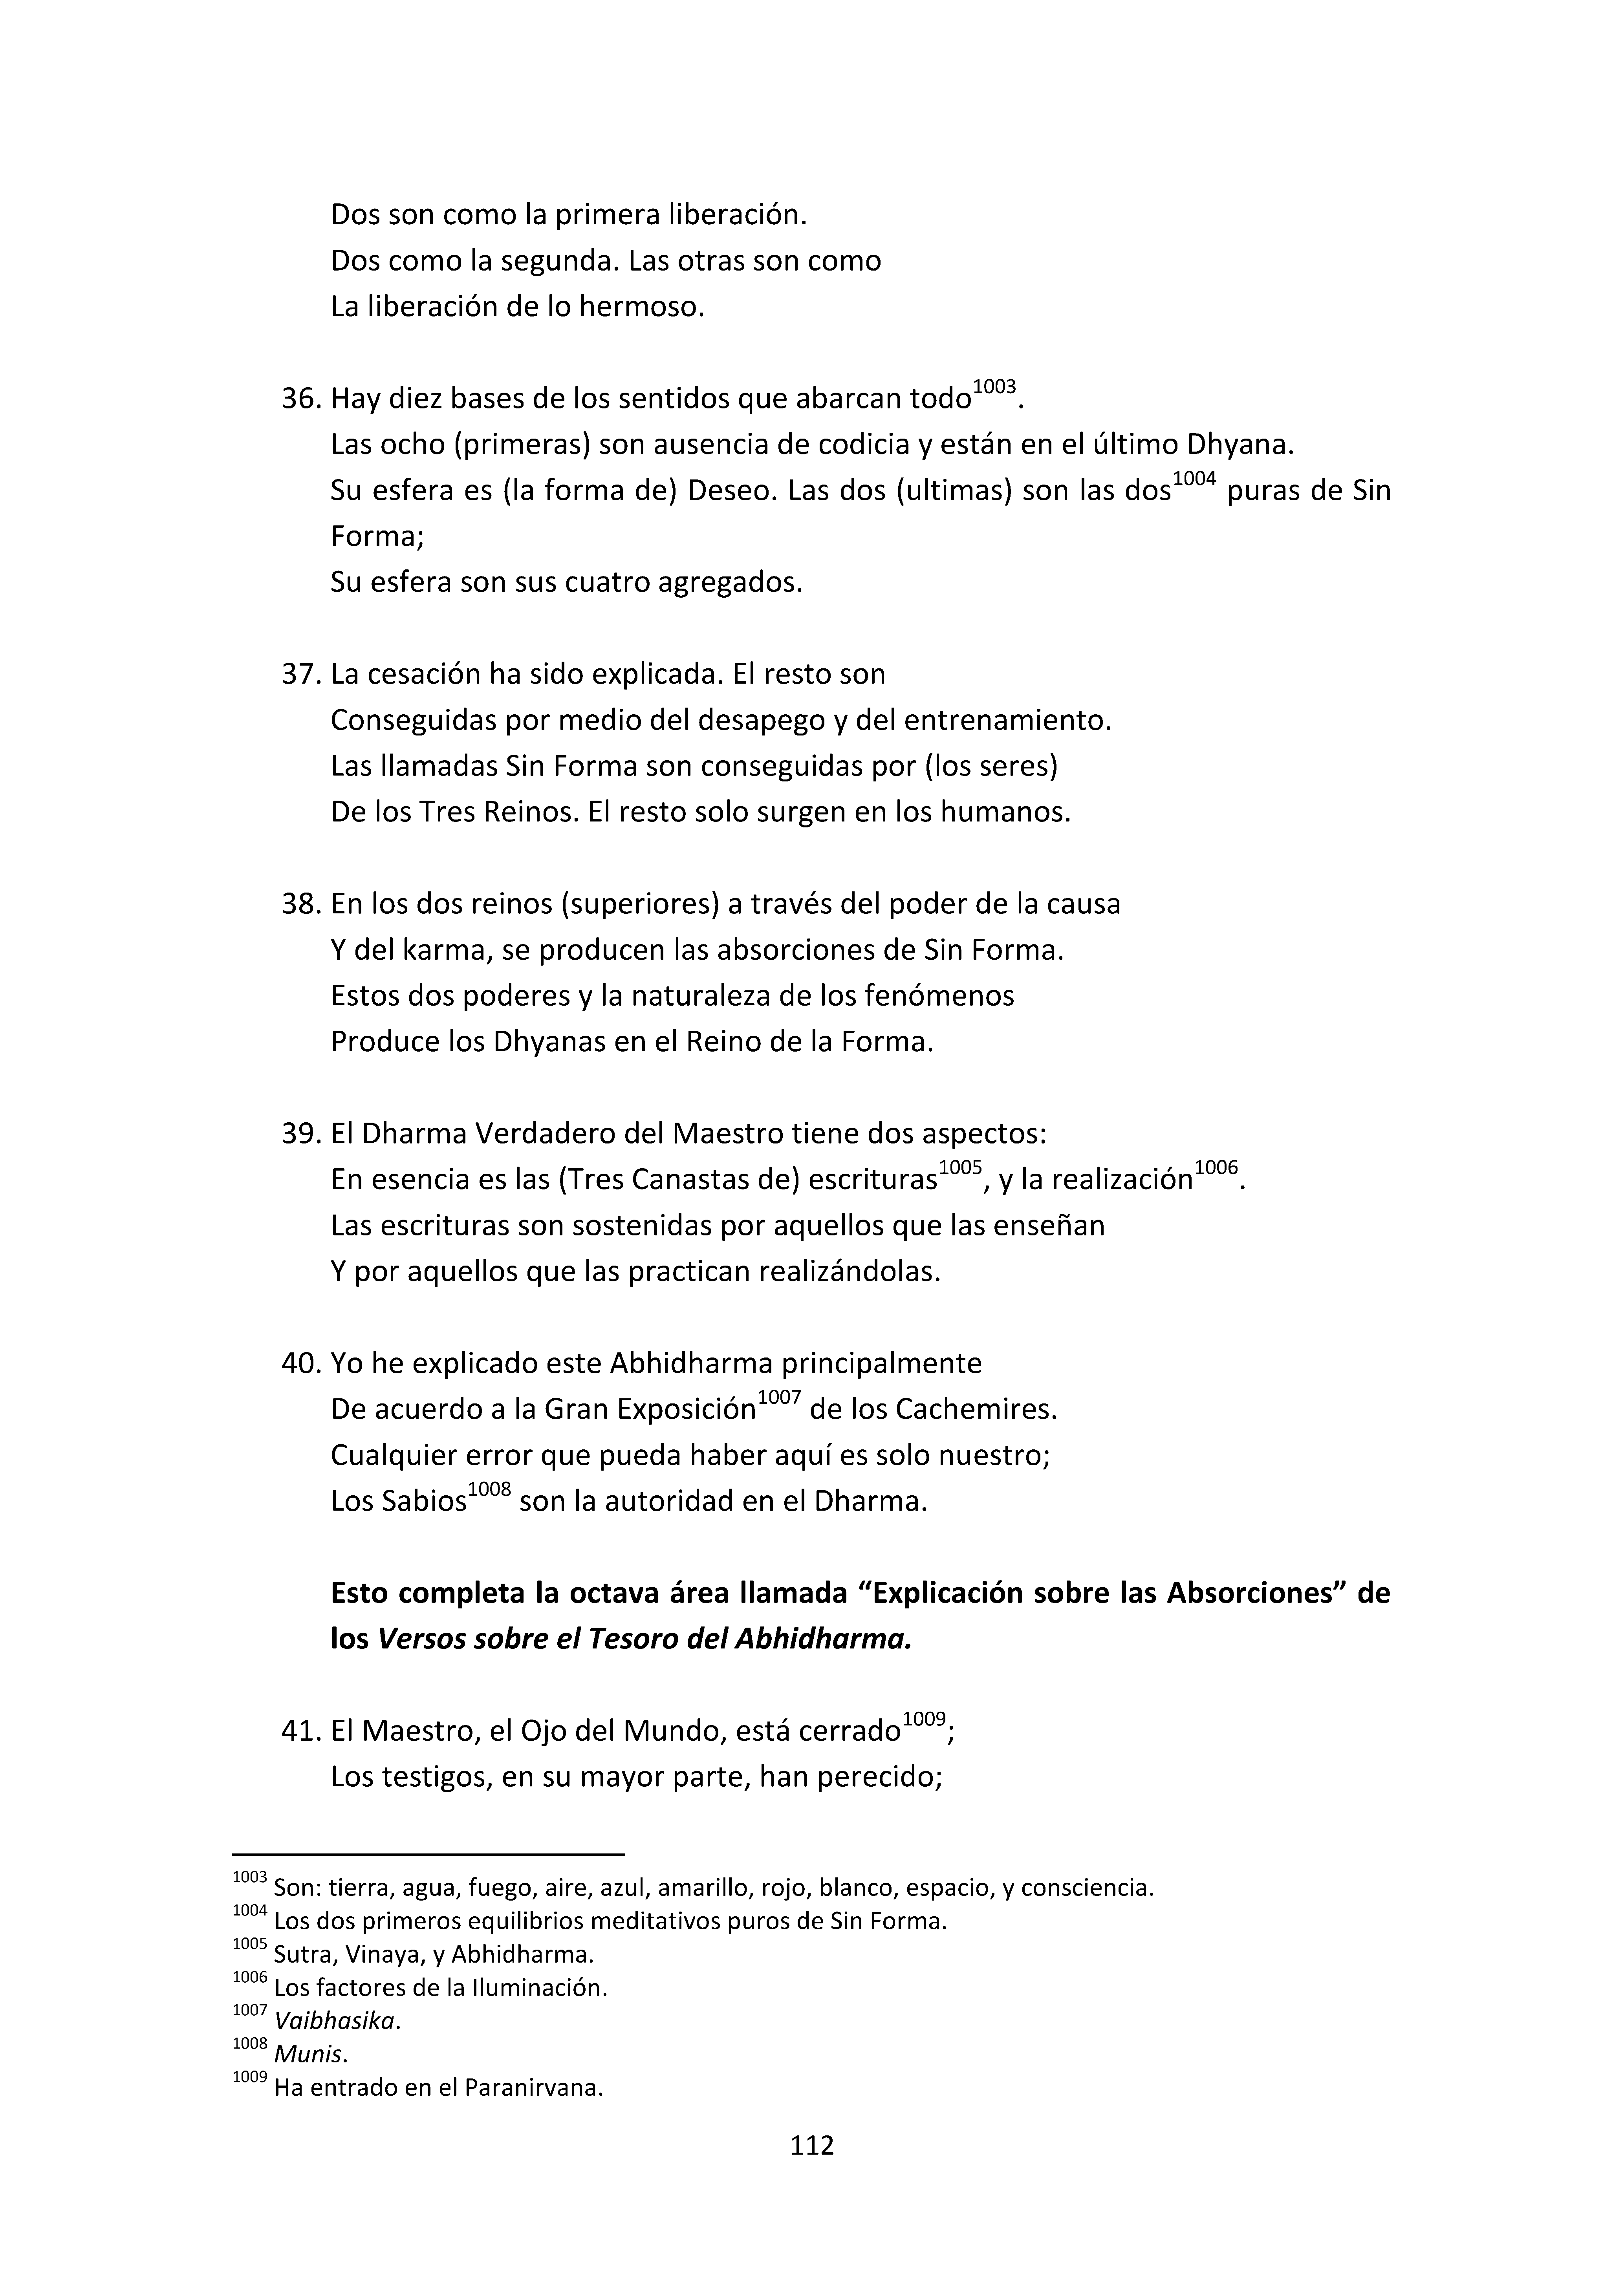 Dos son como la primera liberación.
Dos como la segunda. Las otras son como
La liberación de lo hermoso.
36. Hay diez bases de los sentidos que abarcan todo1003.
Las ocho (primeras) son ausencia de codicia y están en el último Dhyana.
Su esfera es (la forma de) Deseo. Las dos (ultimas) son las dos1004 puras de Sin
Forma;
Su esfera son sus cuatro agregados.
37. La cesación ha sido explicada. El resto son
Conseguidas por medio del desapego y del entrenamiento.
Las llamadas Sin Forma son conseguidas por (los seres)
De los Tres Reinos. El resto solo surgen en los humanos.
38. En los dos reinos (superiores) a través del poder de la causa
Y del karma, se producen las absorciones de Sin Forma.
Estos dos poderes y la naturaleza de los fenómenos
Produce los Dhyanas en el Reino de la Forma.
39. El Dharma Verdadero del Maestro tiene dos aspectos:
En esencia es las (Tres Canastas de) escrituras1005, y la realización1006.
Las escrituras son sostenidas por aquellos que las enseñan
Y por aquellos que las practican realizándolas.
40. Yo he explicado este Abhidharma principalmente
De acuerdo a la Gran Exposición1007 de los Cachemires.
Cualquier error que pueda haber aquí es solo nuestro;
Los Sabios1008 son la autoridad en el Dharma.
Esto completa la octava área llamada “Explicación sobre las Absorciones” de
los Versos sobre el Tesoro del Abhidharma.
41. El Maestro, el Ojo del Mundo, está cerrado1009;
Los testigos, en su mayor parte, han perecido;
1003 Son: tierra, agua, fuego, aire, azul, amarillo, rojo, blanco, espacio, y consciencia.
1004 Los dos primeros equilibrios meditativos puros de Sin Forma.
1005 Sutra, Vinaya, y Abhidharma.
1006 Los factores de la Iluminación.
1007 Vaibhasika.
1008 Munis.
1009 Ha entrado en el Paranirvana.
112